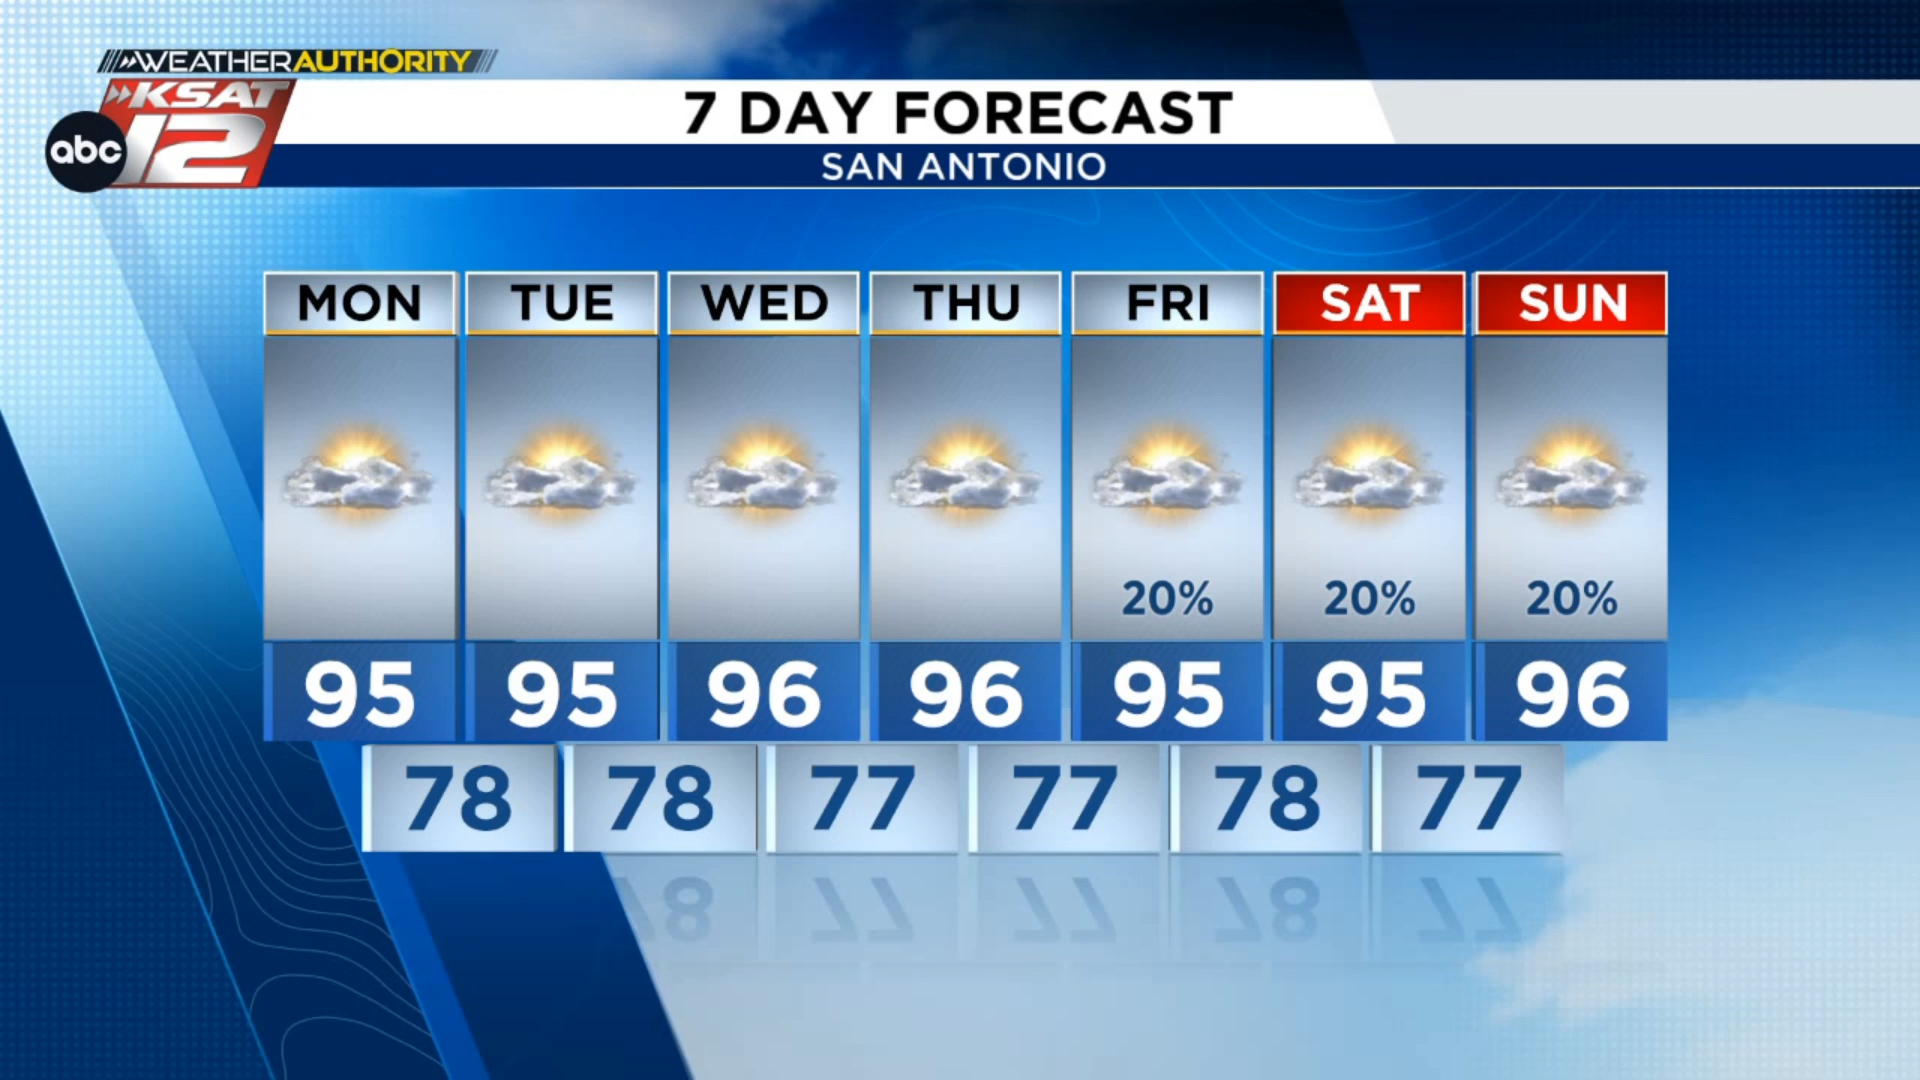 WEATHERAUTHORITY
KSAT
abc 12
7 DAY FORECAST
SAN ANTONIO
MON TUE WED THU FRI SAT SUN
20% 20% 20%
95 95 96 96 95 95 96
78 78 77 77 78 77